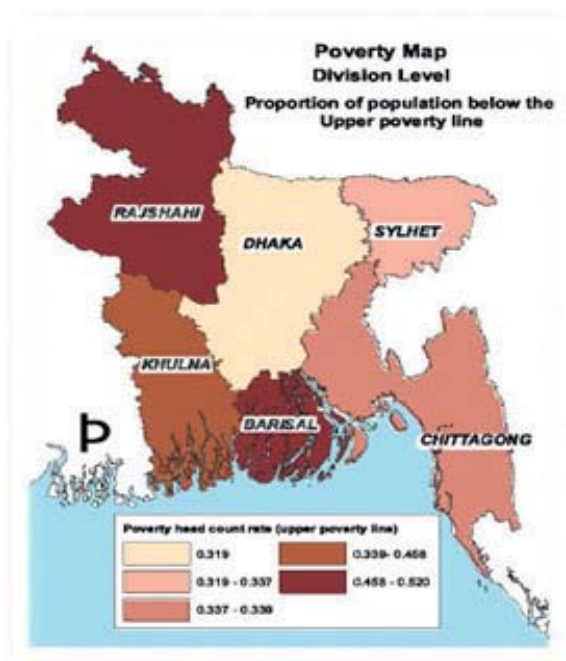 Poverty Map
Division Level
Proportion of population below the
Upper poverty line
RAJSHAHI
DHAKA
SYLHET
KHULNA
BARISAL
CHITTAGONG
Þ
Poverty head count rate (upper poverty line)
0.319
0.319 - 0.337
0.337 - 0.339
0.339- 0.458
0.458 - 0.520